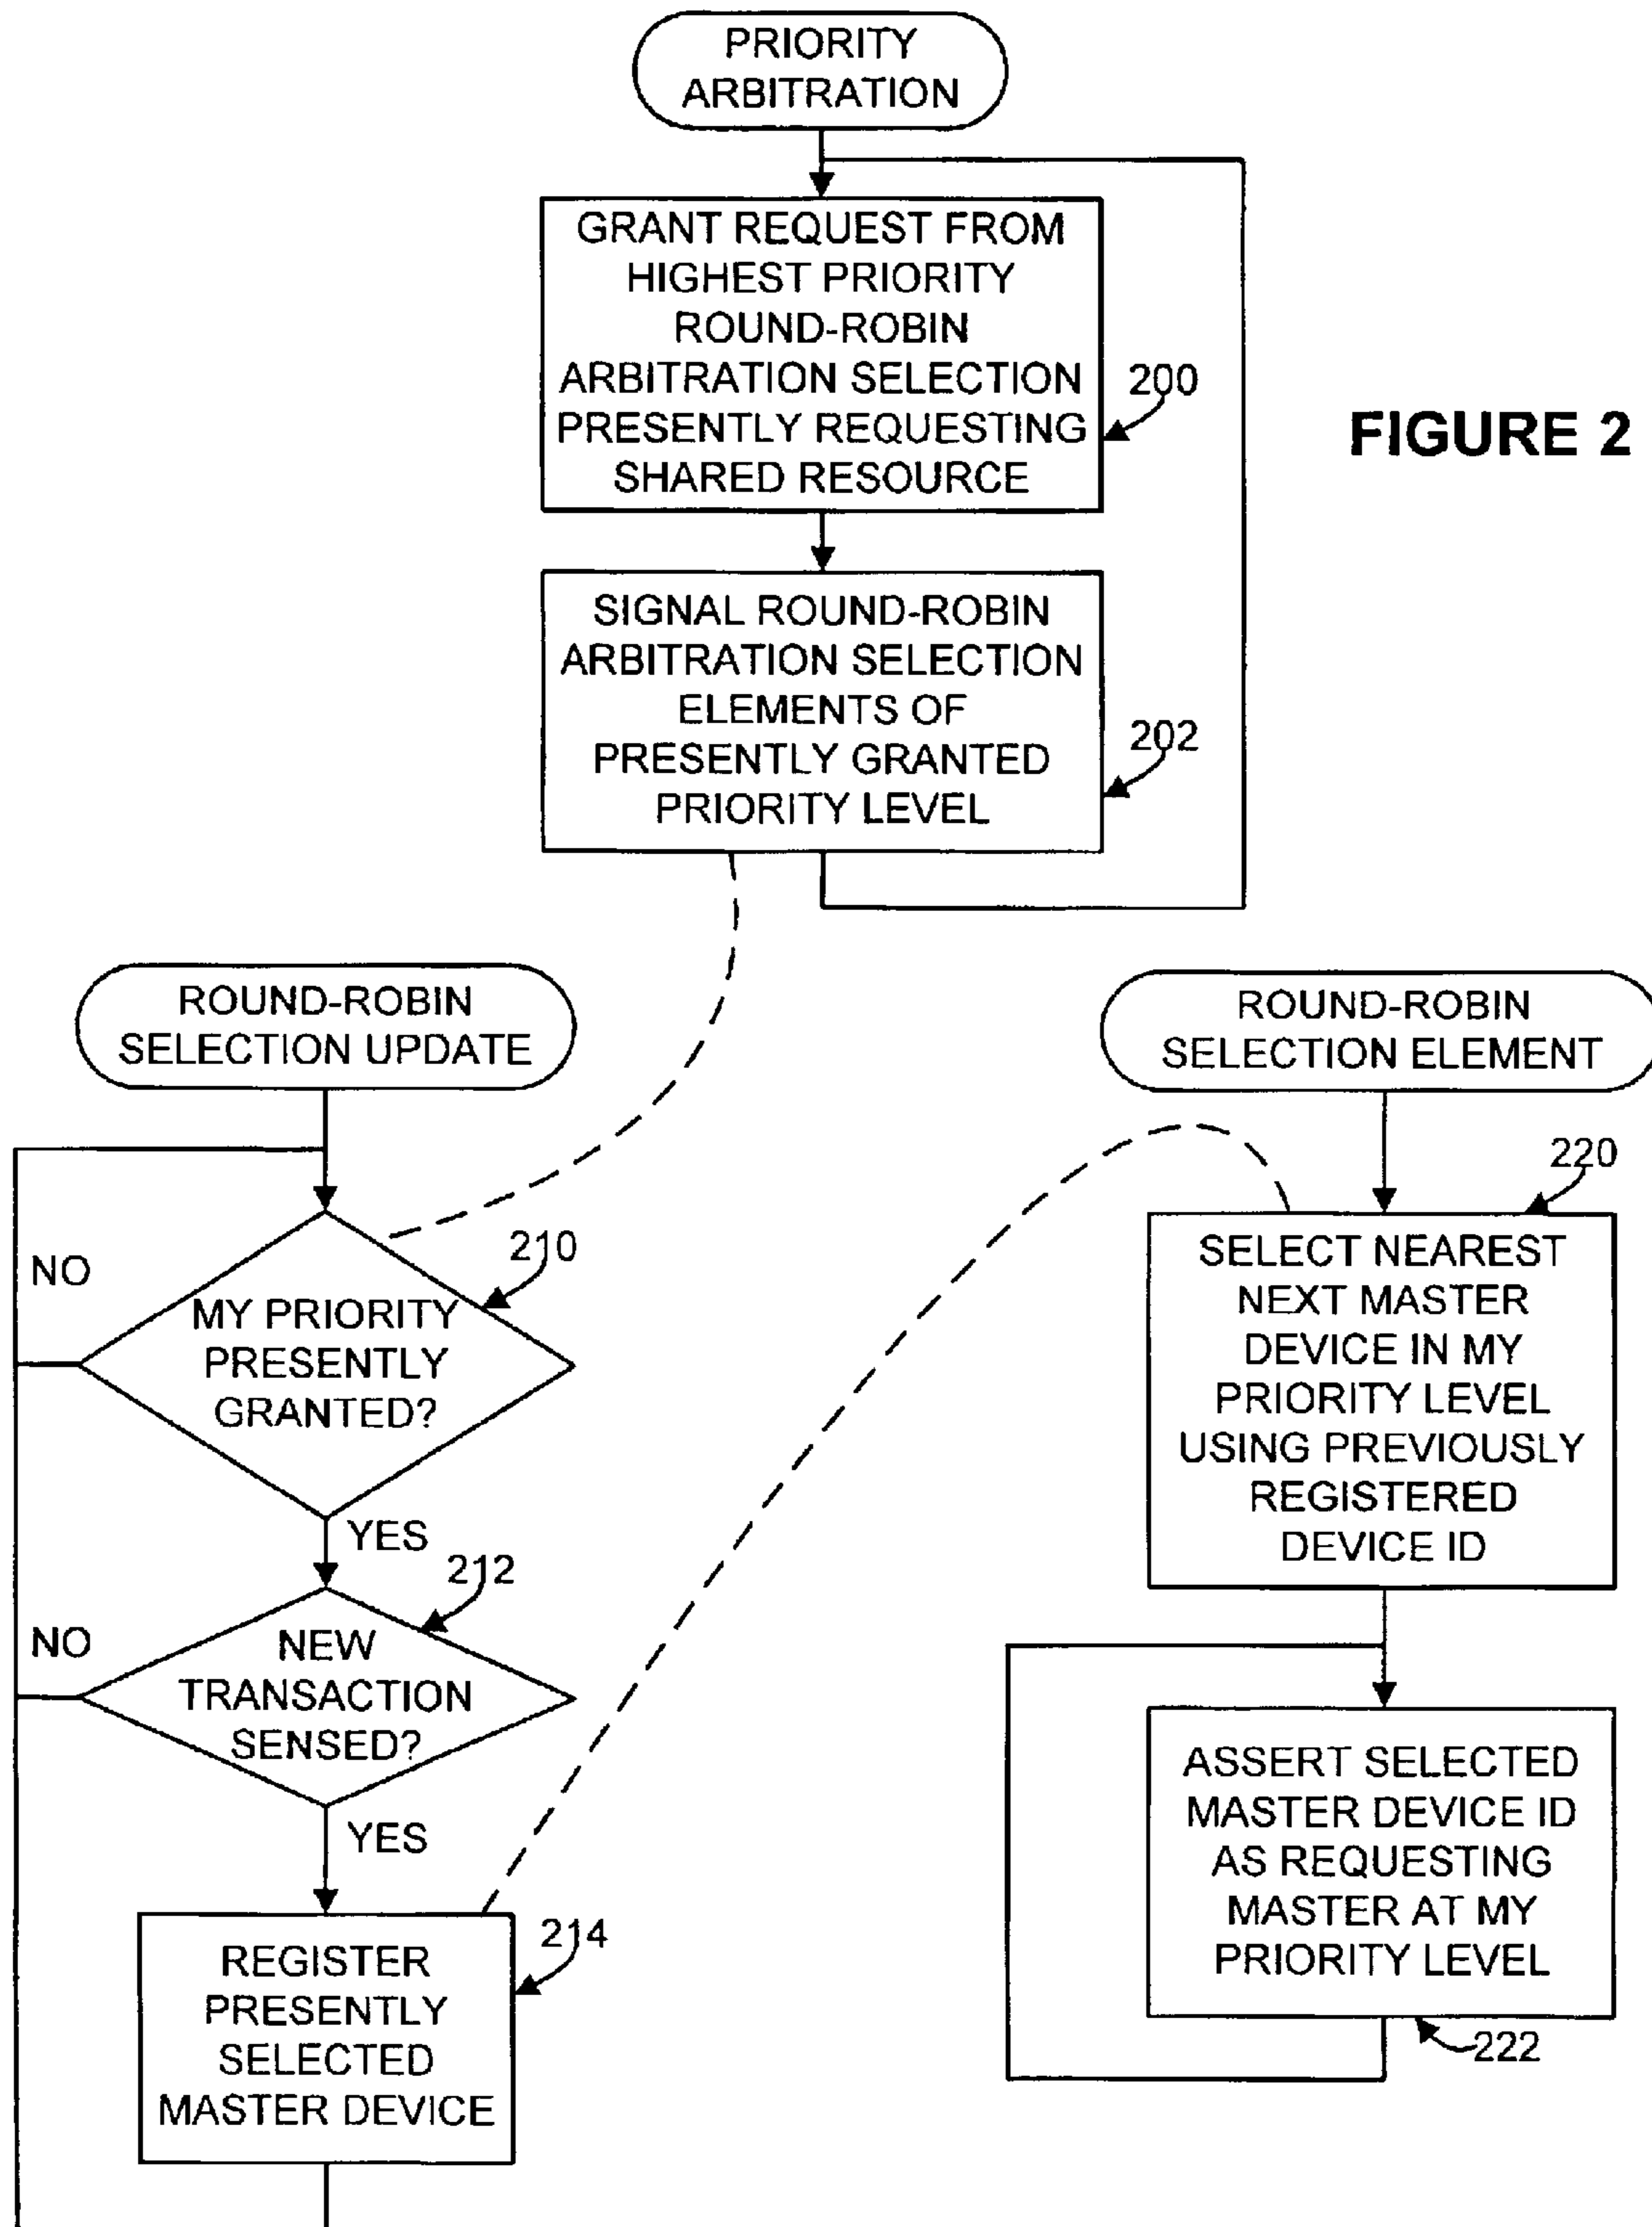 PRIORITY
ARBITRATION
GRANT REQUEST FROM
HIGHEST PRIORITY
ROUND-ROBIN
ARBITRATION SELECTION
PRESENTLY REQUESTING
SHARED RESOURCE
200
FIGURE 2
SIGNAL ROUND-ROBIN
ARBITRATION SELECTION
ELEMENTS OF
PRESENTLY GRANTED
PRIORITY LEVEL
202
ROUND-ROBIN
SELECTION UPDATE
NO
210
MY PRIORITY
PRESENTLY
GRANTED?
YES
212
NO
NEW
TRANSACTION
SENSED?
YES
214
REGISTER
PRESENTLY
SELECTED
MASTER DEVICE
ROUND-ROBIN
SELECTION ELEMENT
220
SELECT NEAREST
NEXT MASTER
DEVICE IN MY
PRIORITY LEVEL
USING PREVIOUSLY
REGISTERED
DEVICE ID
ASSERT SELECTED
MASTER DEVICE ID
AS REQUESTING
MASTER AT MY
PRIORITY LEVEL
222